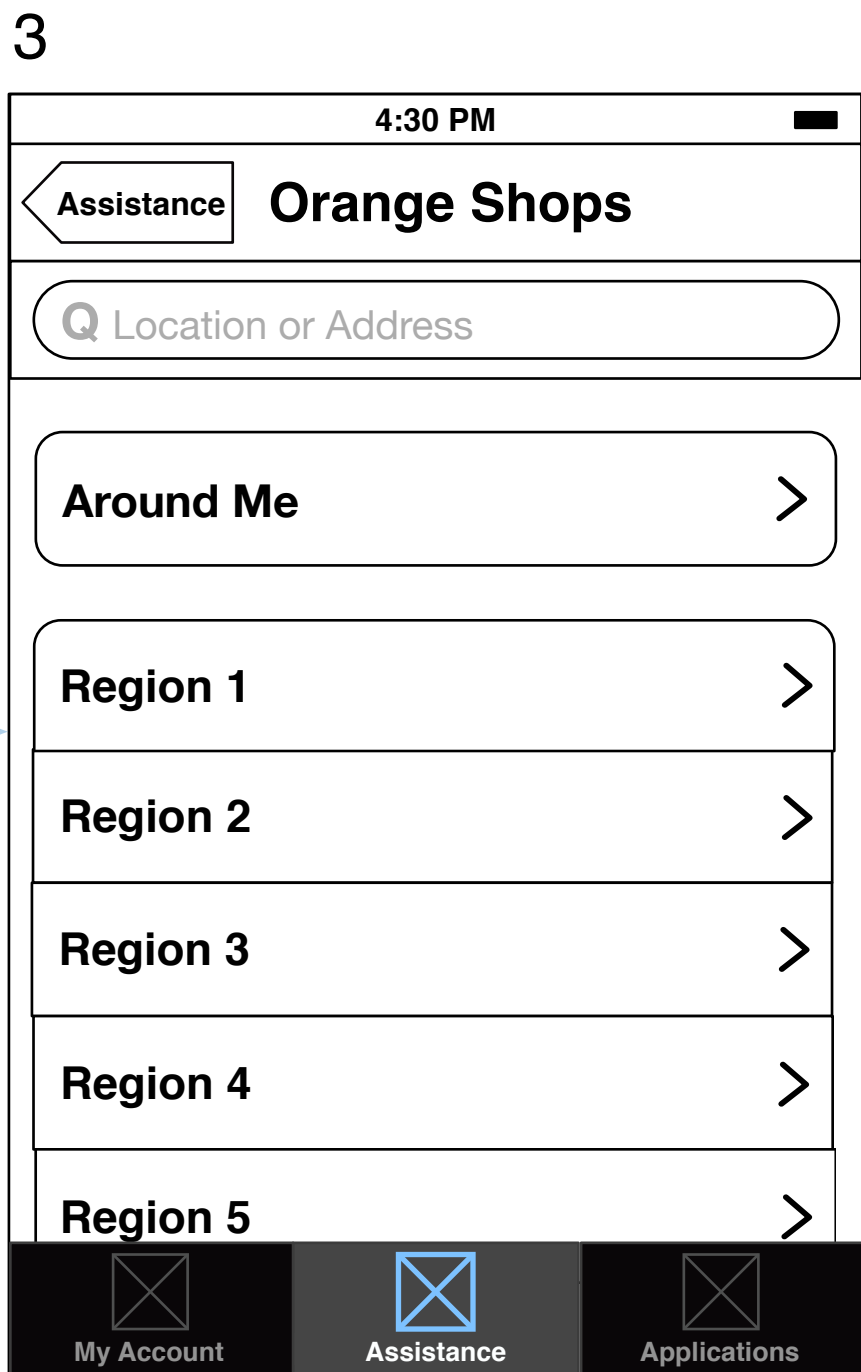 3
4:30 PM
Assistance Orange Shops
Q Location or Address
Around Me
Region 1
Region 2
Region 3
Region 4
Region 5
My Account Assistance Applications